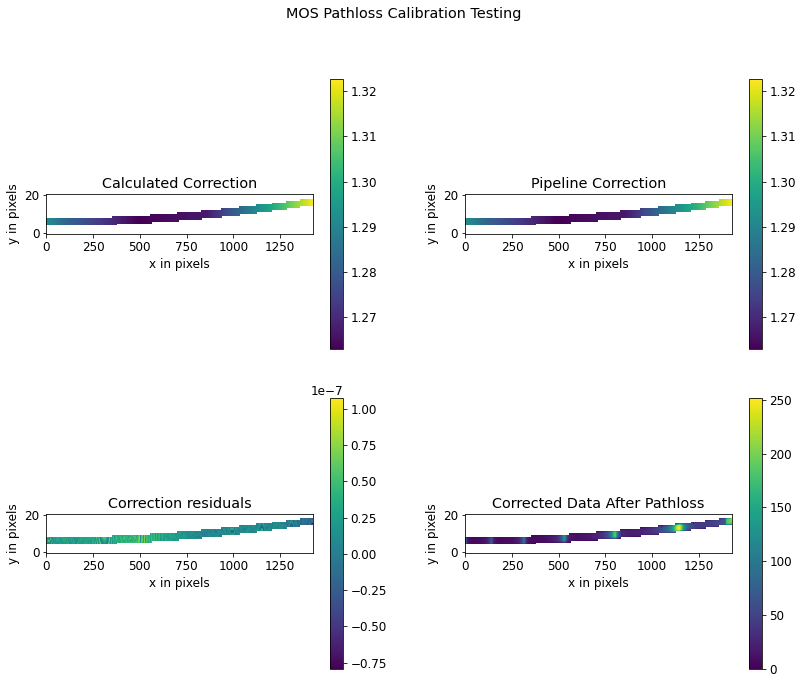 MOS Pathloss Calibration Testing
Calculated Correction
20
0
y in pixels
0 250 500 750 1000 1250
x in pixels
1.32
1.31
1.30
1.29
1.28
1.27
Pipeline Correction
20
0
y in pixels
0 250 500 750 1000 1250
x in pixels
1.32
1.31
1.30
1.29
1.28
1.27
Correction residuals
20
0
y in pixels
0 250 500 750 1000 1250
x in pixels
1e−7
1.00
0.75
0.50
0.25
0.00
−0.25
−0.50
−0.75
Corrected Data After Pathloss
20
0
y in pixels
0 250 500 750 1000 1250
x in pixels
250
200
150
100
50
0